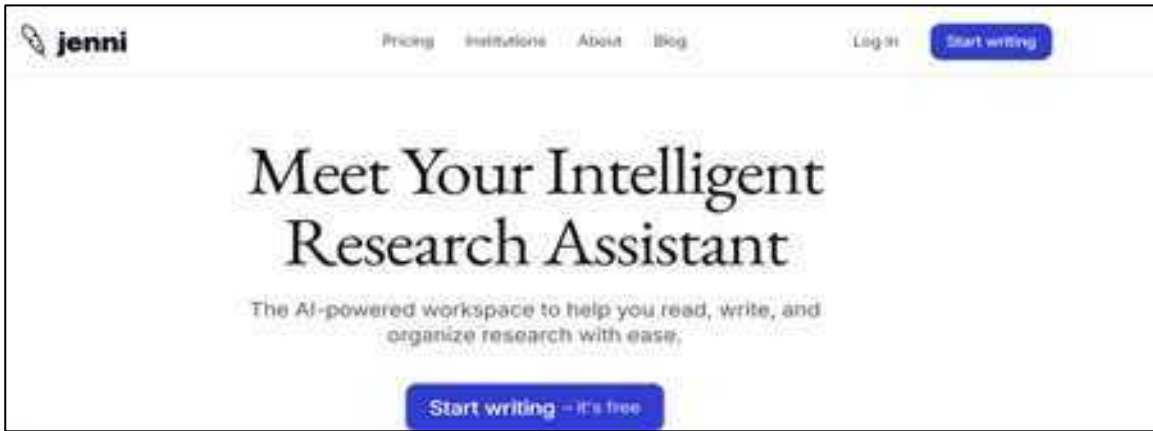 jenni
Pricing Institutions About Blog Log In Start writing
Meet Your Intelligent
Research Assistant
The AI-powered workspace to help you read, write, and
organize research with ease.
Start writing – it's free